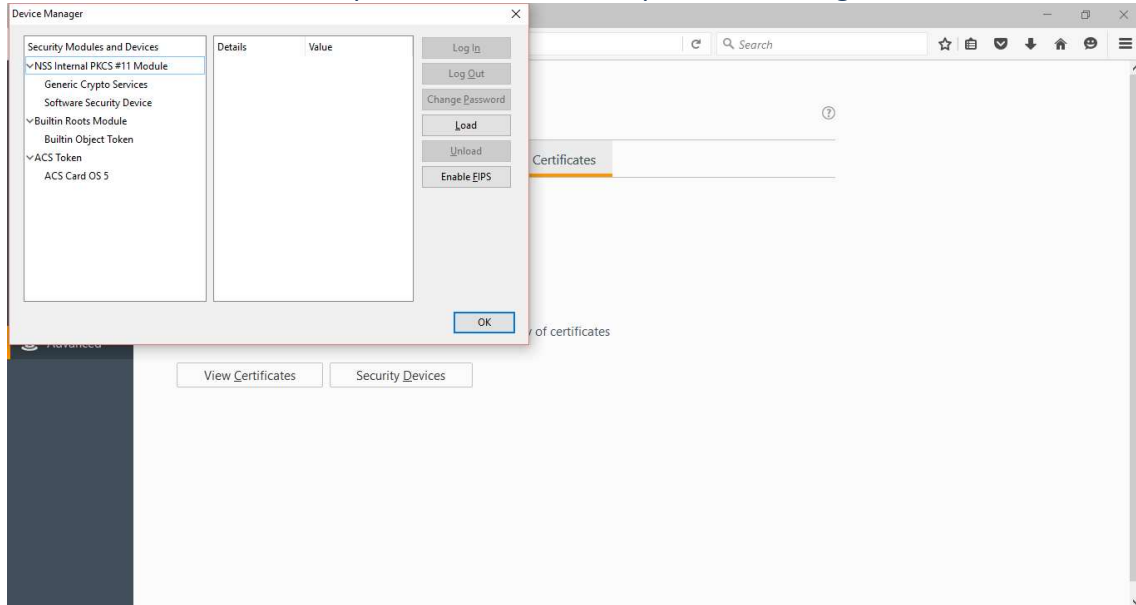 Device Manager
Search
Security Modules and Devices
NSS Internal PKCS #11 Module
Generic Crypto Services
Software Security Device
Builtin Roots Module
Builtin Object Token
ACS Token
ACS Card OS 5
Details Value
Log In
Log Out
Change Password
Load
Unload
Enable FIPS
OK
Certificates
of certificates
Advanced
View Certificates Security Devices